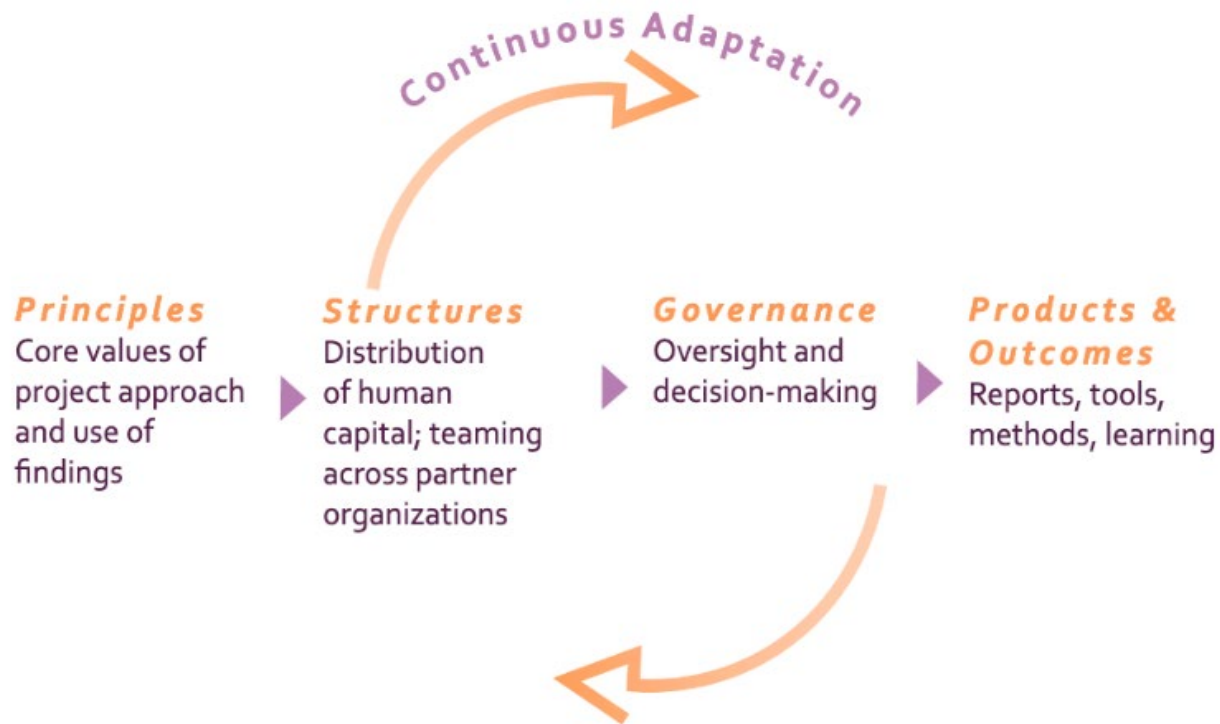 Continuous Adaptation
Principles
Core values of
project approach
and use of
findings
Structures
Distribution
of human
capital; teaming
across partner
organizations
Governance
Oversight and
decision-making
Products &
Outcomes
Reports, tools,
methods, learning